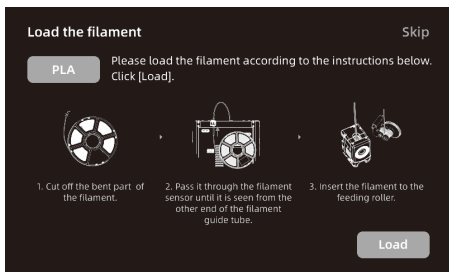 Load the filament
Skip
PLA
Please load the filament according to the instructions below.
Click [Load].
1. Cut off the bent part of
the filament.
2. Pass it through the filament
sensor until it is seen from the
other end of the filament
guide tube.
3. Insert the filament to the
feeding roller.
Load